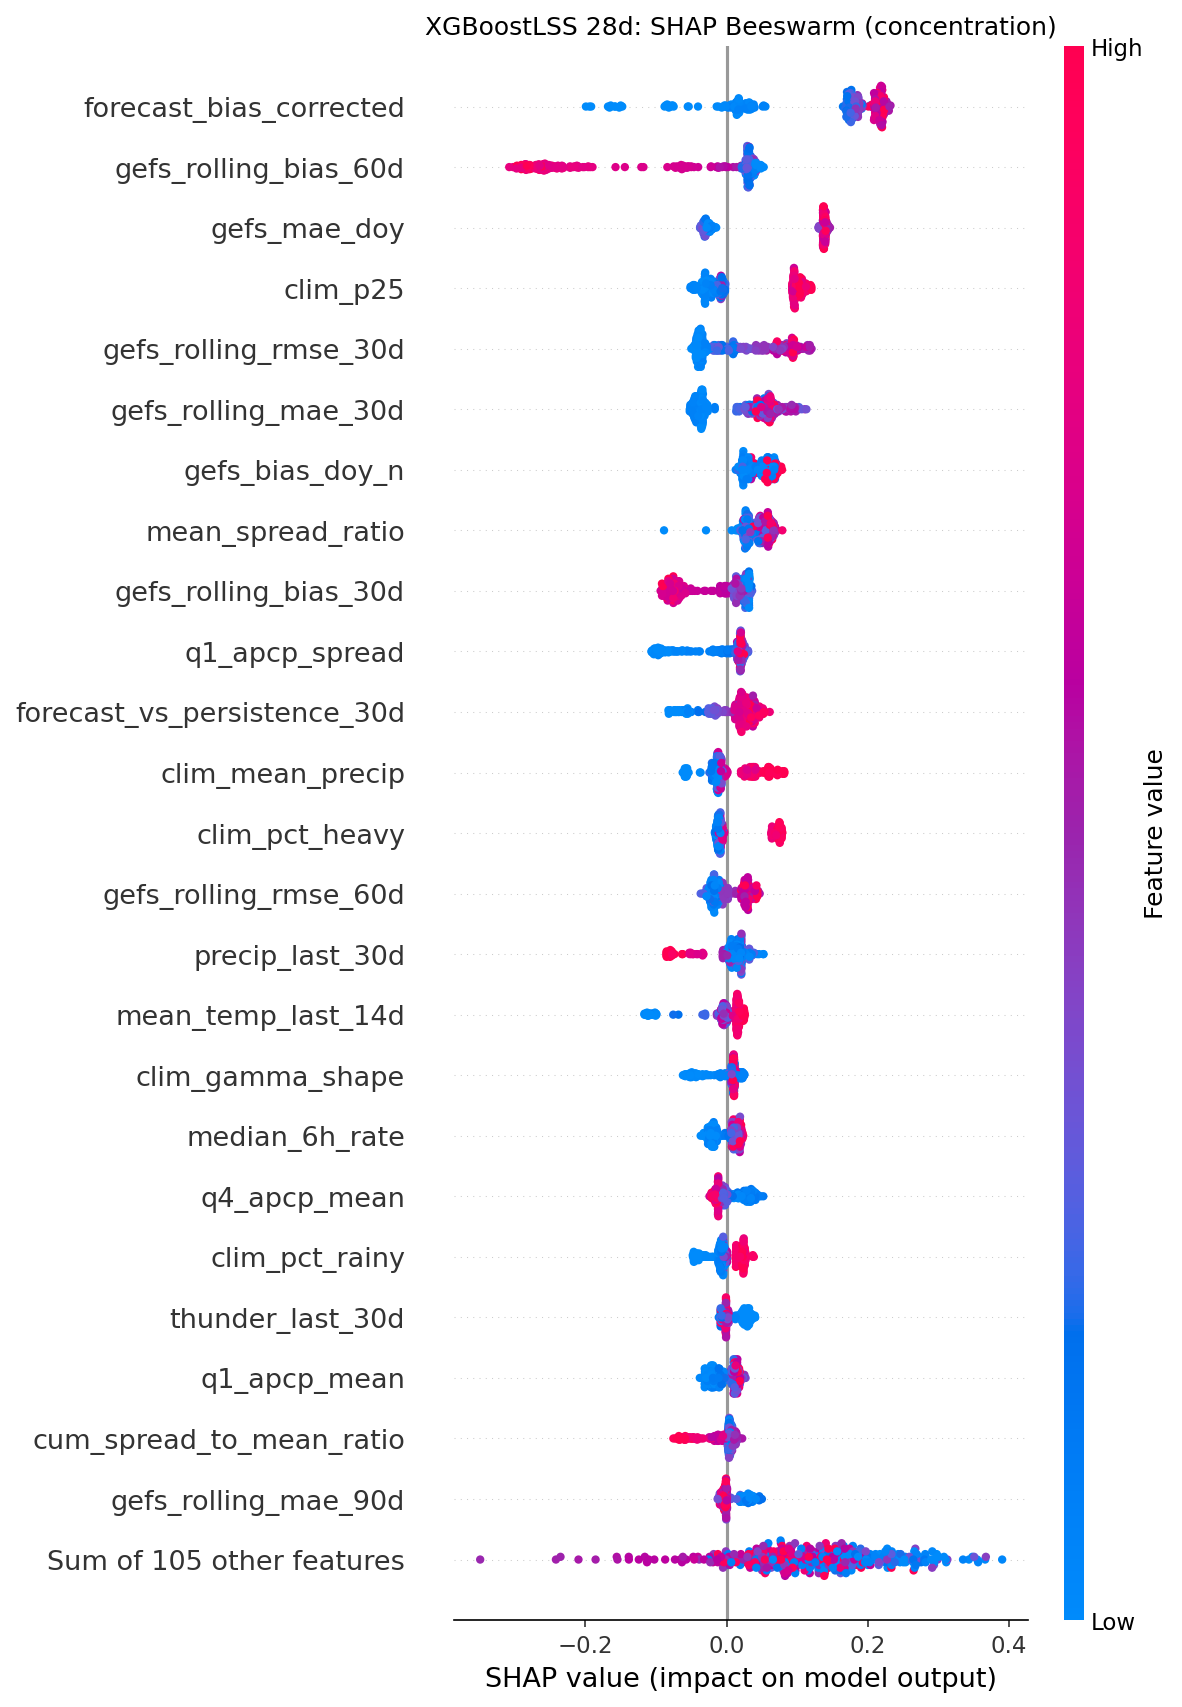 XGBoostLSS 28d: SHAP Beeswarm (concentration)
High
forecast_bias_corrected
gefs_rolling_bias_60d
gefs_mae_doy
clim_p25
gefs_rolling_rmse_30d
gefs_rolling_mae_30d
gefs_bias_doy_n
mean_spread_ratio
gefs_rolling_bias_30d
q1_apcp_spread
forecast_vs_persistence_30d
clim_mean_precip
clim_pct_heavy
gefs_rolling_rmse_60d
precip_last_30d
mean_temp_last_14d
clim_gamma_shape
median_6h_rate
q4_apcp_mean
clim_pct_rainy
thunder_last_30d
q1_apcp_mean
cum_spread_to_mean_ratio
gefs_rolling_mae_90d
Sum of 105 other features
Feature value
Low
−0.2 0.0 0.2 0.4
SHAP value (impact on model output)